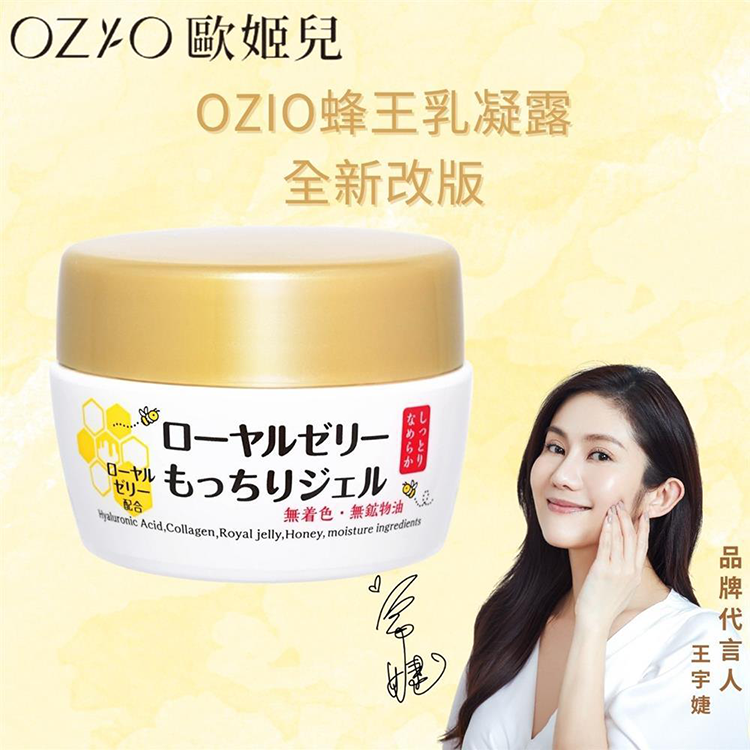 OZIO 歐姬兒
OZIO蜂王乳凝露
全新改版
しっとり
なめらか
ローヤルゼリー
もっちりジェル
ローヤル
ゼリー
配合
無着色・無鉱物油
Hyaluronic Acid,Collagen,Royal jelly,Honey, moisture ingredients
品牌代言人
王宇婕